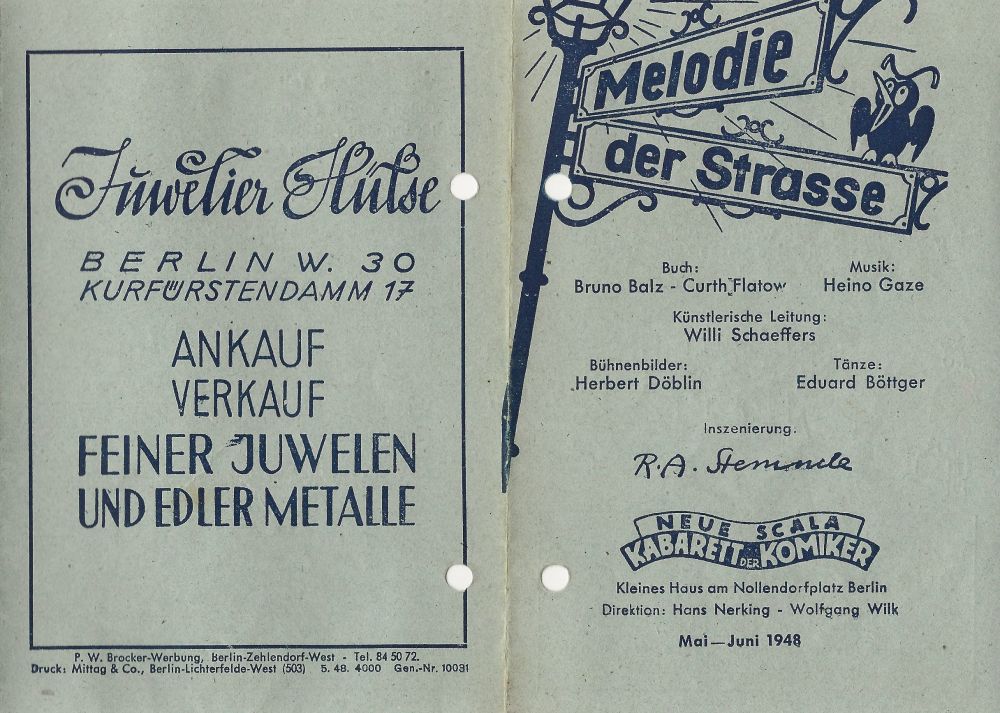 Juwelier Hülse
BERLIN W. 30
KURFÜRSTENDAMM 17
ANKAUF
VERKAUF
FEINER JUWELEN
UND EDLER METALLE
P. W. Brocker-Werbung, Berlin-Zehlendorf-West - Tel. 84 50 72.
Druck: Mittag & Co., Berlin-Lichterfelde-West (503) 5. 48. 4000 Gen.-Nr. 10031
Melodie
der Strasse
Buch: Musik:
Bruno Balz - Curth Flatow Heino Gaze
Künstlerische Leitung:
Willi Schaeffers
Bühnenbilder: Tänze:
Herbert Döblin Eduard Böttger
Inszenierung:
R. A. Stemmle
NEUE SCALA
KABARETT DER KOMIKER
Kleines Haus am Nollendorfplatz Berlin
Direktion: Hans Nerking - Wolfgang Wilk
Mai—Juni 1948